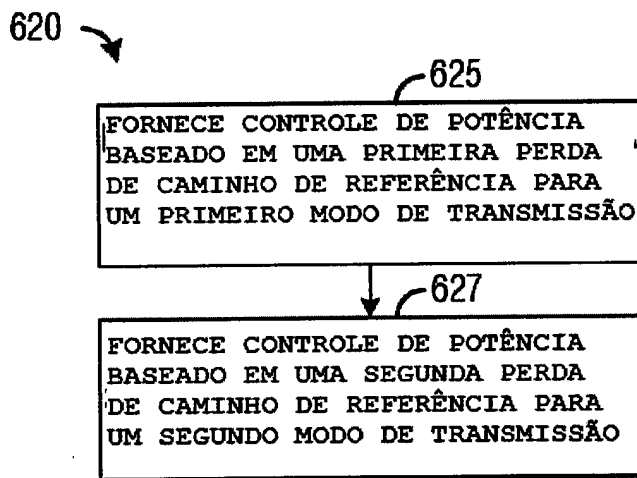 620
625
FORNECE CONTROLE DE POTÊNCIA
BASEADO EM UMA PRIMEIRA PERDA
DE CAMINHO DE REFERÊNCIA PARA
UM PRIMEIRO MODO DE TRANSMISSÃO
627
FORNECE CONTROLE DE POTÊNCIA
BASEADO EM UMA SEGUNDA PERDA
DE CAMINHO DE REFERÊNCIA PARA
UM SEGUNDO MODO DE TRANSMISSÃO